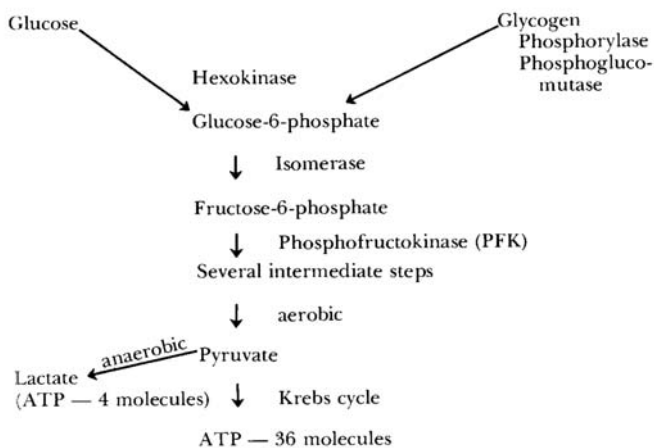 Glucose
Glycogen
Phosphorylase
Phosphogluco-
mutase
Hexokinase
Glucose-6-phosphate
Isomerase
Fructose-6-phosphate
Phosphofructokinase (PFK)
Several intermediate steps
aerobic
anaerobic
Pyruvate
Lactate
(ATP — 4 molecules)
Krebs cycle
ATP — 36 molecules